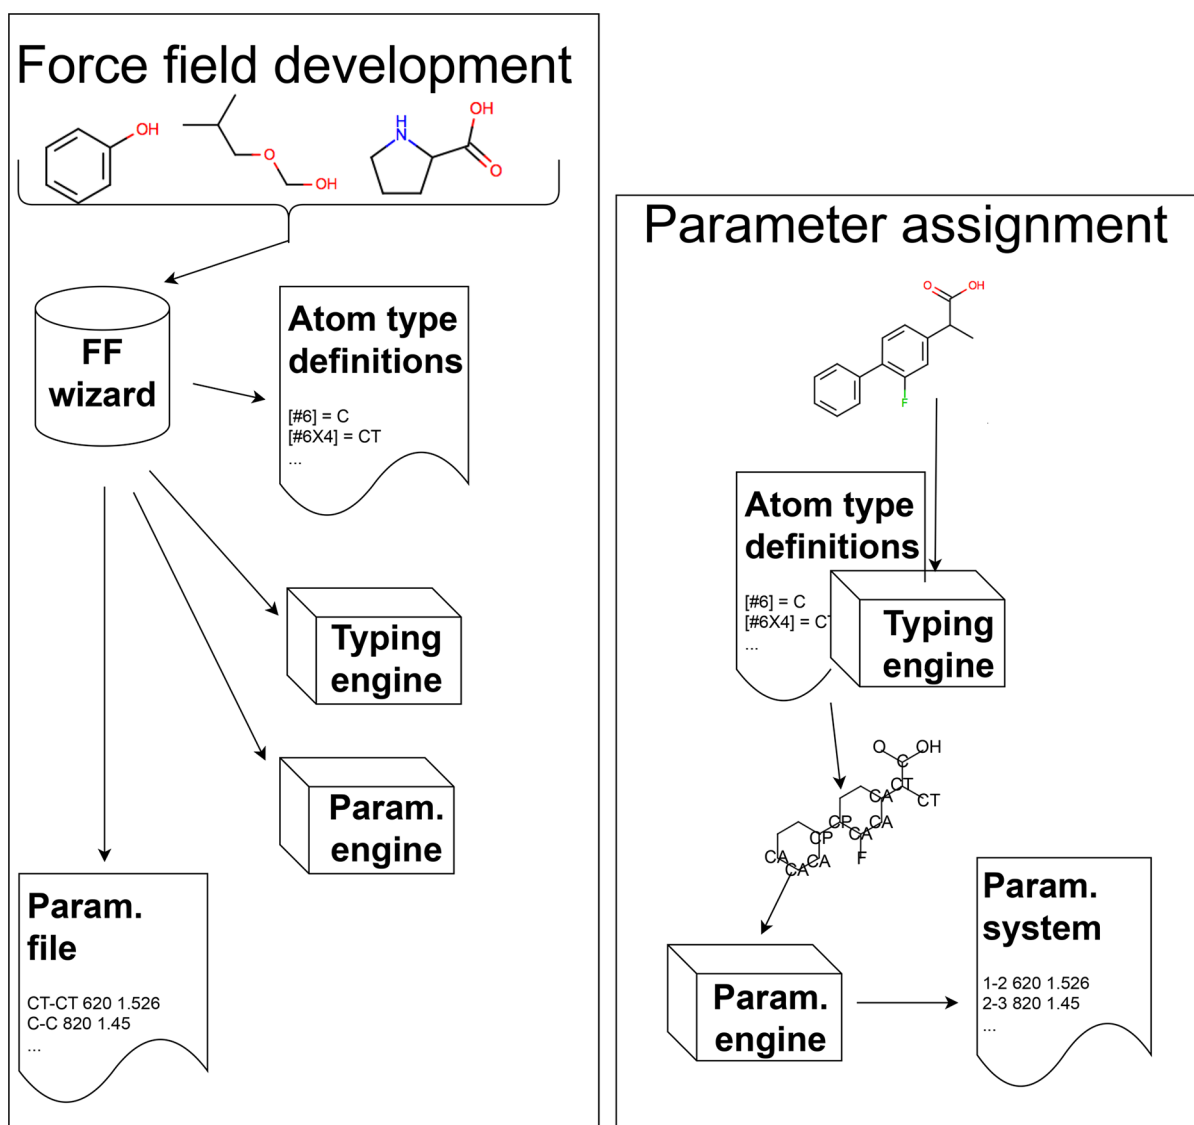 Force field development
OH
O
OH
H
N
OH
O
FF
wizard
Atom type
definitions
[#6] = C
[#6X4] = CT
...
Typing
engine
Param.
engine
Param.
file
CT-CT 620 1.526
C-C 820 1.45
...
Parameter assignment
O
OH
F
Atom type
definitions
[#6] = C
[#6X4] = CT
...
Typing
engine
O
OH
C
CT
CT
CA
CP
CA
CA
CP
F
CA
CA
CA
Param.
engine
Param.
system
1-2 620 1.526
2-3 820 1.45
...